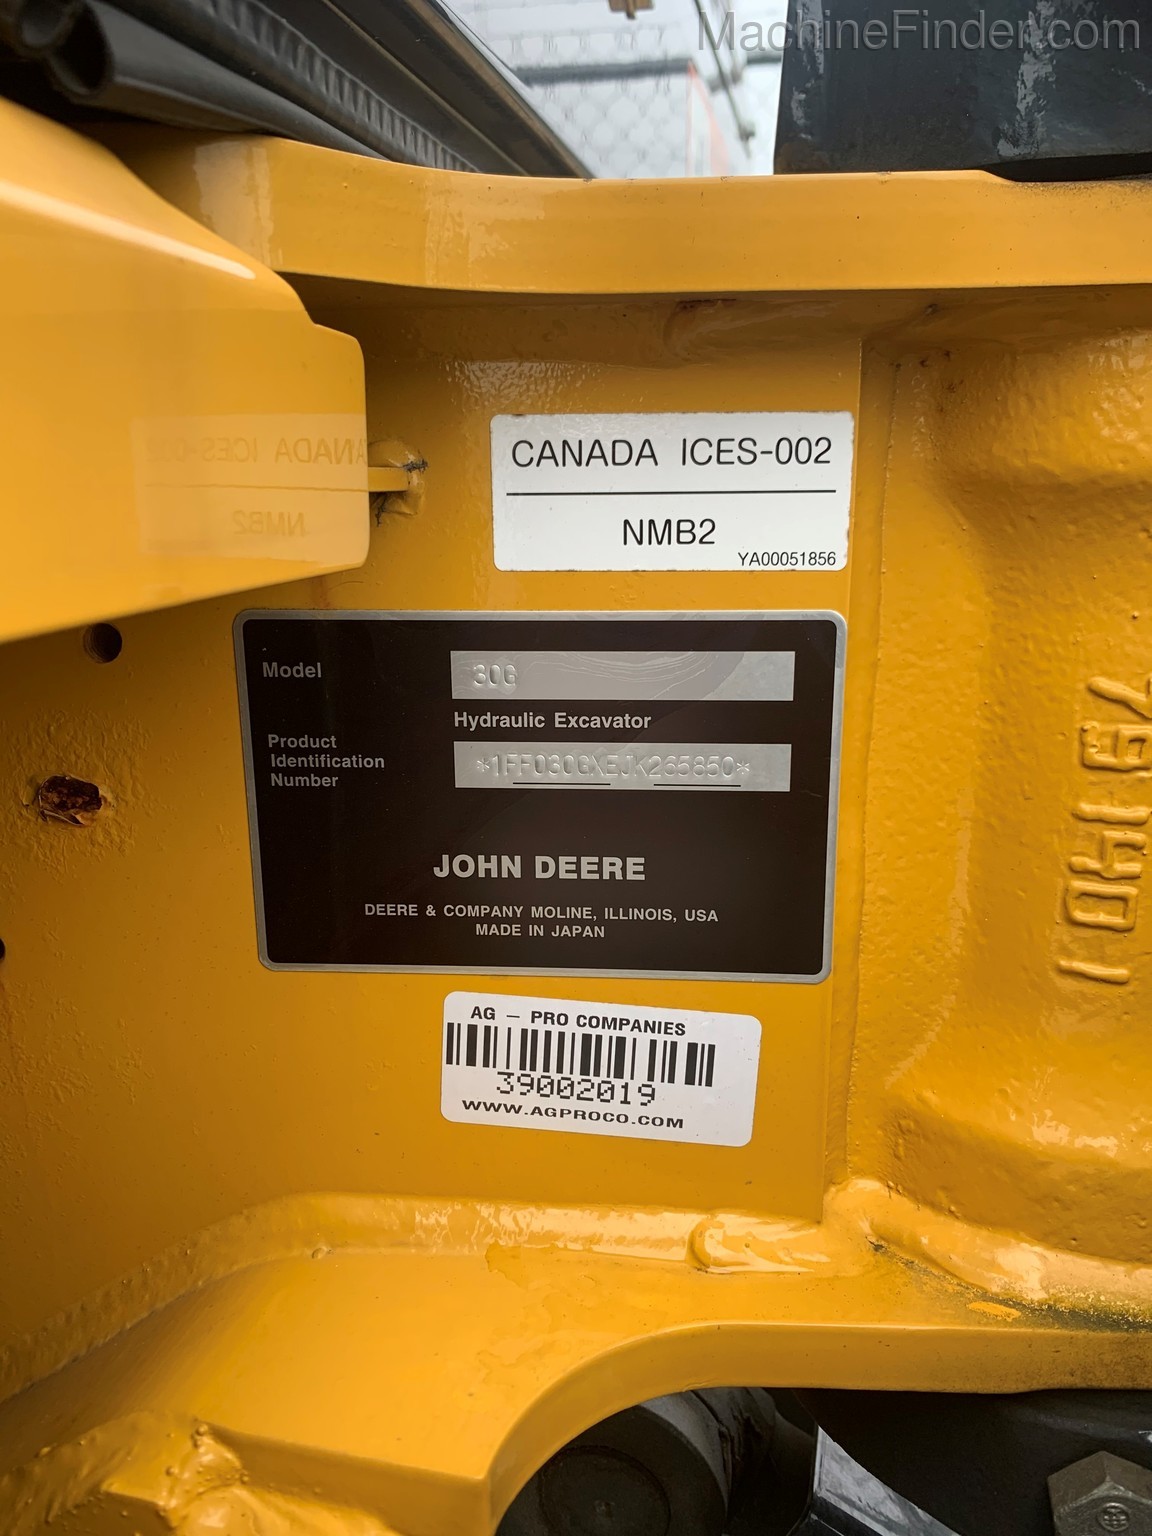 MachineFinder.com
CANADA ICES-002
NMB2
YA00051856
Model 30G
Hydraulic Excavator
Product
Identification
Number
*1FF030GXEJK265850*
JOHN DEERE
DEERE & COMPANY MOLINE, ILLINOIS, USA
MADE IN JAPAN
AG - PRO COMPANIES
39002019
WWW.AGPROCO.COM